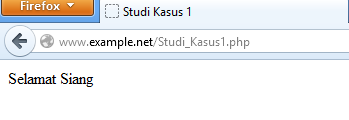 Firefox
Studi Kasus 1
www.example.net/Studi_Kasus1.php
Selamat Siang